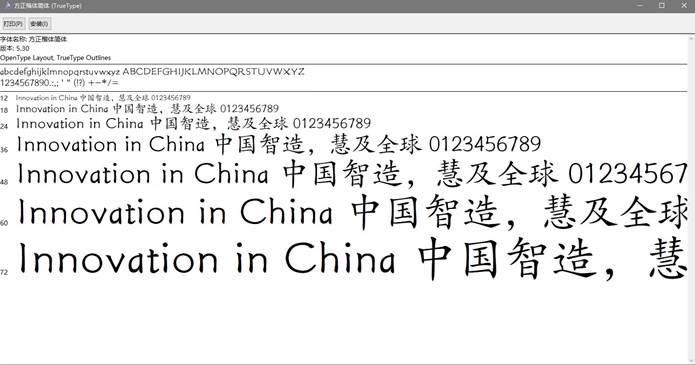 方正楷体简体 (TrueType)
打印(P) 安装(I)
字体名称: 方正楷体简体
版本: 5.30
OpenType Layout, TrueType Outlines
abcdefghijklmnopqrstuvwxyz ABCDEFGHIJKLMNOPQRSTUVWXYZ
1234567890.:,; ' " (!?) +-*/=
12 Innovation in China 中国智造，慧及全球 0123456789
18 Innovation in China 中国智造，慧及全球 0123456789
24 Innovation in China 中国智造，慧及全球 0123456789
36 Innovation in China 中国智造，慧及全球 0123456789
48 Innovation in China 中国智造，慧及全球 01234567
60 Innovation in China 中国智造，慧及全球
72 Innovation in China 中国智造，慧